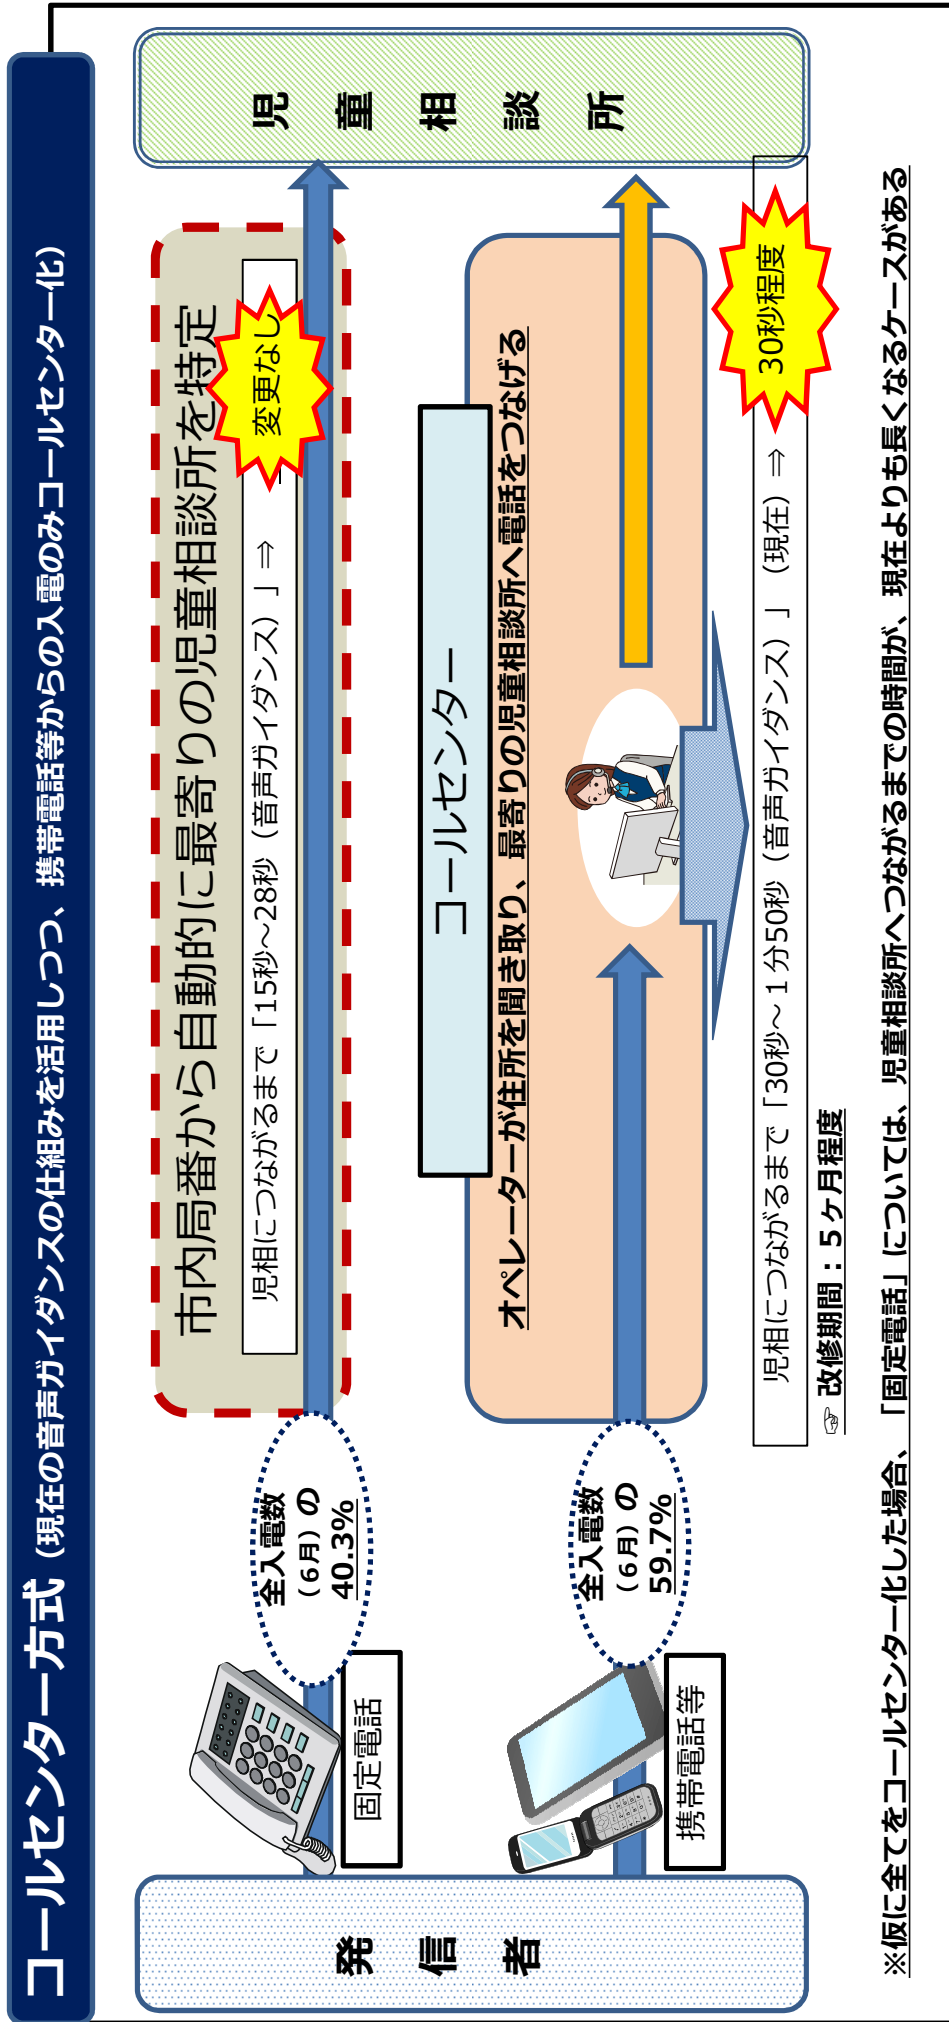 コールセンター方式（現在の音声ガイダンスの仕組みを活用しつつ、携帯電話等からの入電のみコールセンター化）
発信者
固定電話
全入電数
（6月）の
40.3%
市内局番から自動的に最寄りの児童相談所を特定
児相につながるまで「15秒～28秒（音声ガイダンス）」⇒
変更なし
携帯電話等
全入電数
（6月）の
59.7%
コールセンター
オペレーターが住所を聞き取り、最寄りの児童相談所へ電話をつなげる
児相につながるまで「30秒～１分50秒（音声ガイダンス）」（現在）⇒
30秒程度
児童相談所
☞ 改修期間：５ヶ月程度
※仮に全てをコールセンター化した場合、「固定電話」については、児童相談所へつながるまでの時間が、現在よりも長くなるケースがある